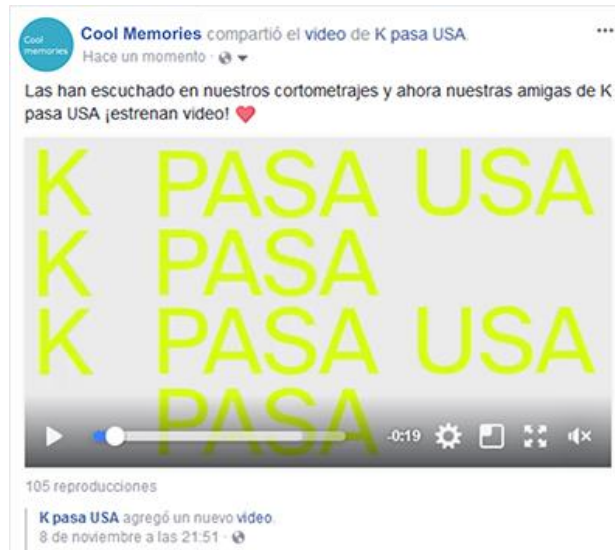 Cool
memories
Cool Memories compartió el video de K pasa USA.
Hace un momento ·
Las han escuchado en nuestros cortometrajes y ahora nuestras amigas de K
pasa USA ¡estrenan video! ❤
K PASA USA
K PASA
K PASA USA
PASA
-0:19
105 reproducciones
K pasa USA agregó un nuevo video.
8 de noviembre a las 21:51 ·